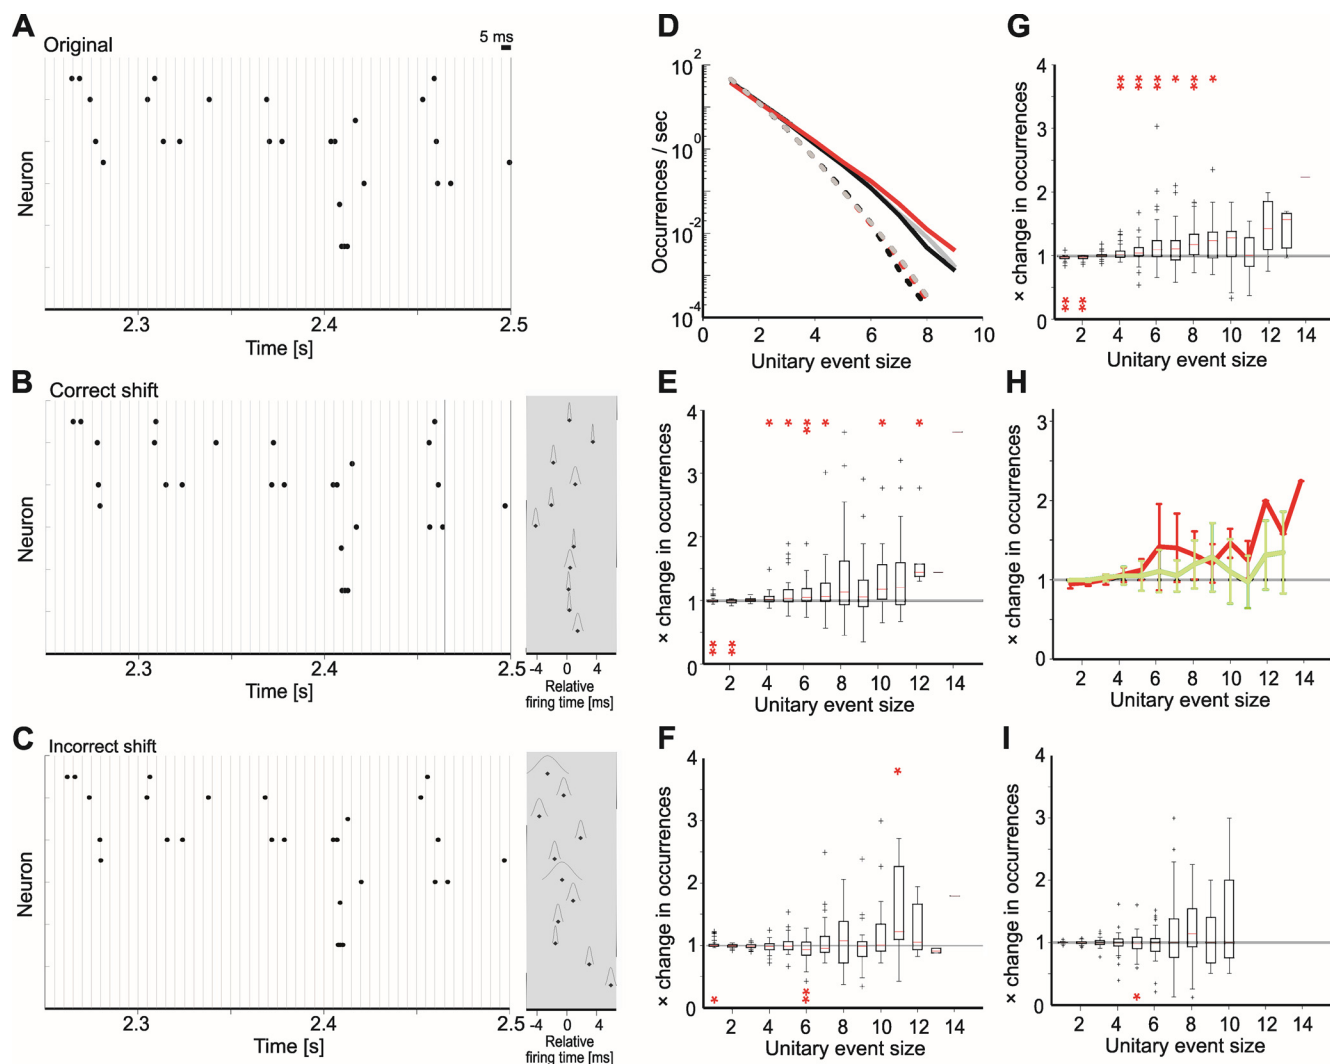 A
Original
5 ms
Neuron
2.3
2.4
2.5
Time [s]
B
Correct shift
Neuron
2.3
2.4
2.5
Time [s]
-4
0
4
Relative
firing time [ms]
C
Incorrect shift
Neuron
2.3
2.4
2.5
Time [s]
-4
0
4
Relative
firing time [ms]
D
Occurrences / sec
10^2
10^0
10^-2
10^-4
0
2
4
6
8
10
Unitary event size
E
× change in occurrences
4
3
2
1
0
2
4
6
8
10
12
14
Unitary event size
F
× change in occurrences
4
3
2
1
0
2
4
6
8
10
12
14
Unitary event size
G
× change in occurrences
4
3
2
1
0
2
4
6
8
10
12
14
Unitary event size
H
× change in occurrences
3
2
1
0
2
4
6
8
10
12
14
Unitary event size
I
× change in occurrences
4
3
2
1
0
2
4
6
8
10
12
14
Unitary event size